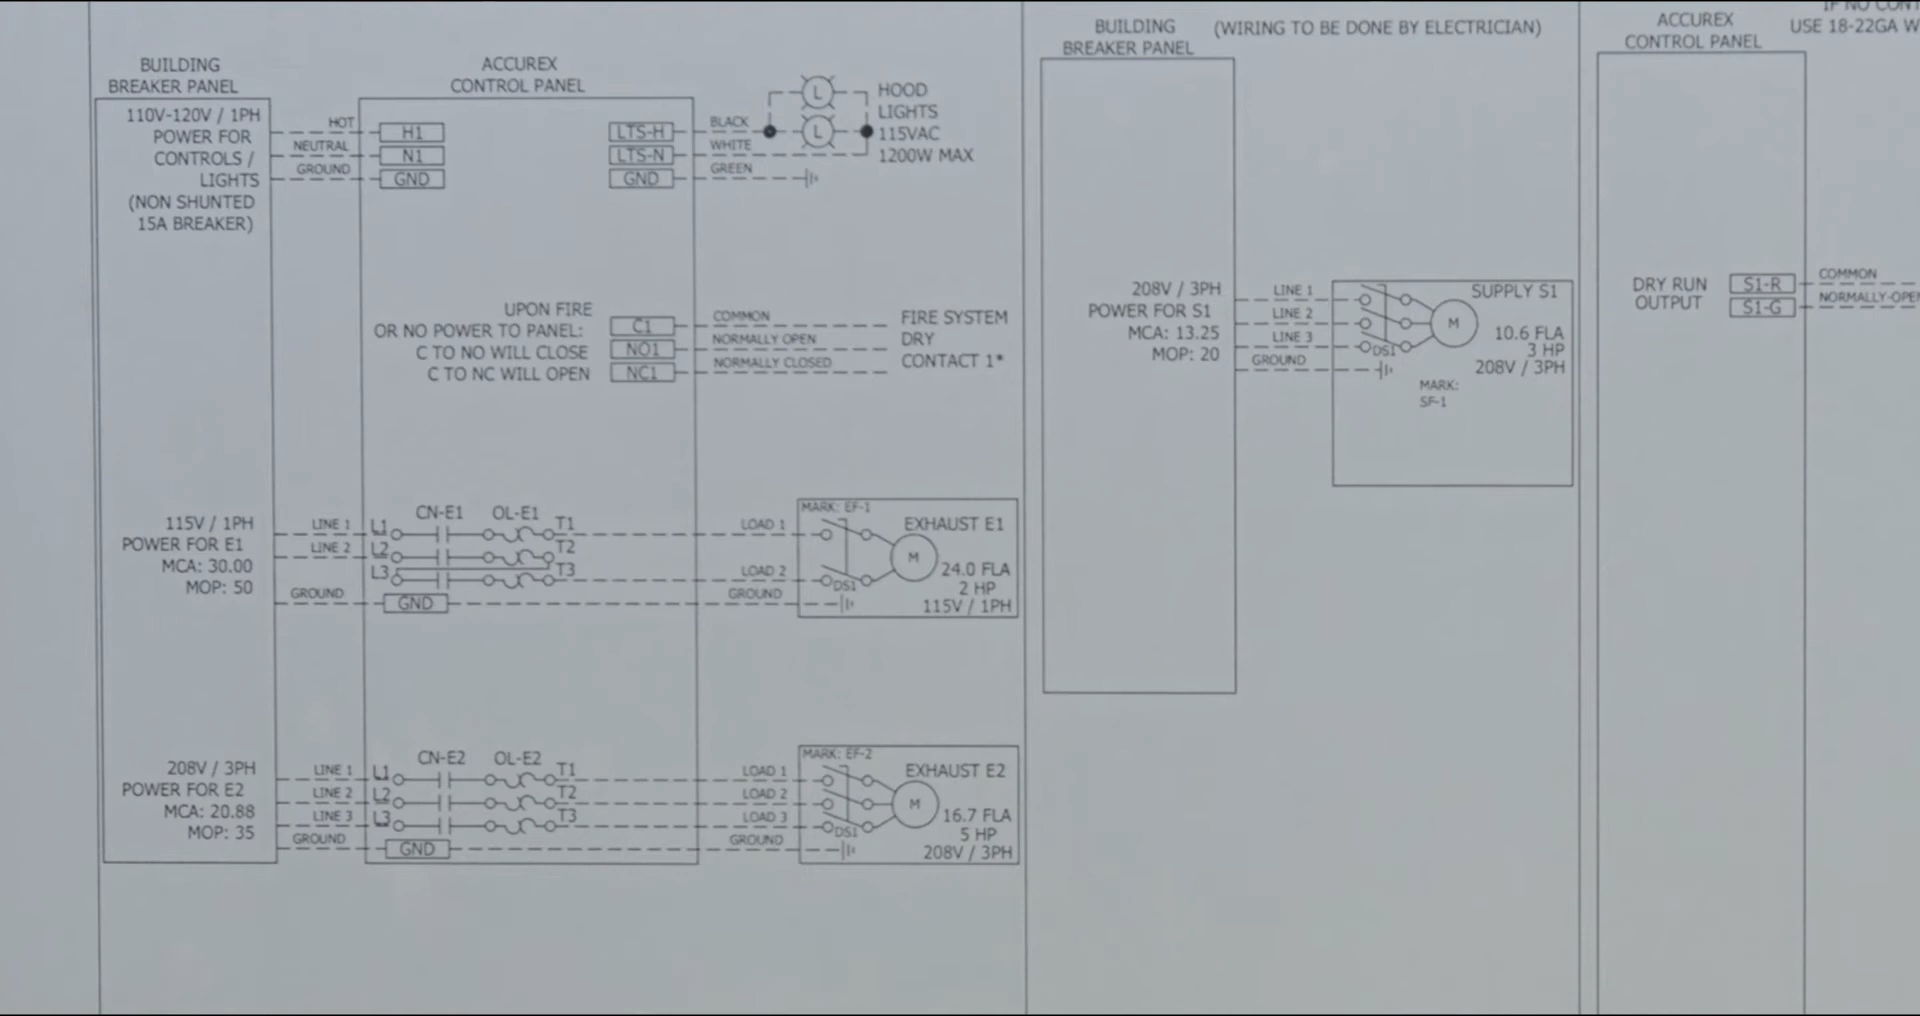 BUILDING
BREAKER PANEL
110V-120V / 1PH
POWER FOR
CONTROLS /
LIGHTS
(NON SHUNTED
15A BREAKER)
HOT
NEUTRAL
GROUND
ACCUREX
CONTROL PANEL
H1
N1
GND
LTS-H
LTS-N
GND
BLACK
WHITE
GREEN
L
L
HOOD
LIGHTS
115VAC
1200W MAX
UPON FIRE
OR NO POWER TO PANEL:
C TO NO WILL CLOSE
C TO NC WILL OPEN
C1
NO1
NC1
COMMON
NORMALLY OPEN
NORMALLY CLOSED
FIRE SYSTEM
DRY
CONTACT 1*
115V / 1PH
POWER FOR E1
MCA: 30.00
MOP: 50
LINE 1
LINE 2
GROUND
L1
L2
L3
GND
CN-E1
OL-E1
T1
T2
T3
LOAD 1
LOAD 2
GROUND
MARK: EF-1
EXHAUST E1
M
DS1
24.0 FLA
2 HP
115V / 1PH
208V / 3PH
POWER FOR E2
MCA: 20.88
MOP: 35
LINE 1
LINE 2
LINE 3
GROUND
L1
L2
L3
GND
CN-E2
OL-E2
T1
T2
T3
LOAD 1
LOAD 2
LOAD 3
GROUND
MARK: EF-2
EXHAUST E2
M
DS1
16.7 FLA
5 HP
208V / 3PH
BUILDING
BREAKER PANEL
(WIRING TO BE DONE BY ELECTRICIAN)
208V / 3PH
POWER FOR S1
MCA: 13.25
MOP: 20
LINE 1
LINE 2
LINE 3
GROUND
SUPPLY S1
M
DS1
10.6 FLA
3 HP
208V / 3PH
MARK:
SF-1
ACCUREX
CONTROL PANEL
USE 18-22GA W
DRY RUN
OUTPUT
S1-R
S1-G
COMMON
NORMALLY-OPEN